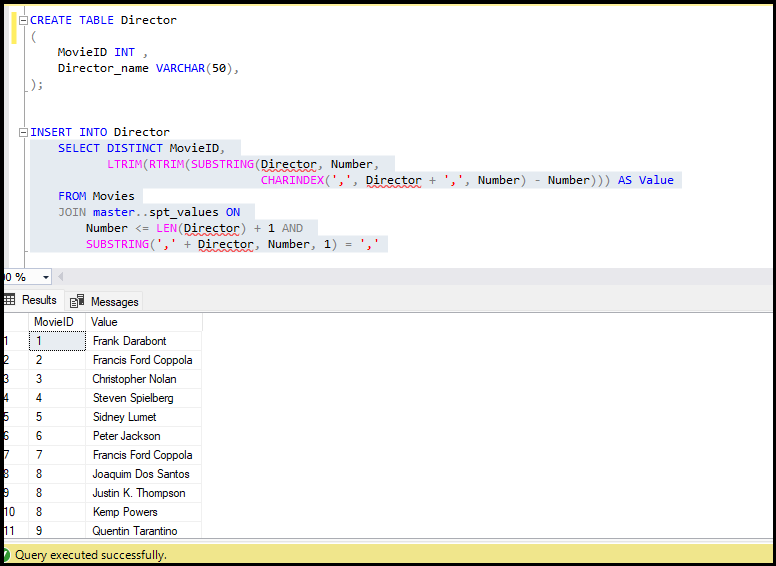 CREATE TABLE Director
(
MovieID INT ,
Director_name VARCHAR(50),
);
INSERT INTO Director
SELECT DISTINCT MovieID,
LTRIM(RTRIM(SUBSTRING(Director, Number,
CHARINDEX(',', Director + ',', Number) - Number))) AS Value
FROM Movies
JOIN master..spt_values ON
Number <= LEN(Director) + 1 AND
SUBSTRING(',' + Director, Number, 1) = ','
00 %
Results Messages
MovieID Value
1 1 Frank Darabont
2 2 Francis Ford Coppola
3 3 Christopher Nolan
4 4 Steven Spielberg
5 5 Sidney Lumet
6 6 Peter Jackson
7 7 Francis Ford Coppola
8 8 Joaquim Dos Santos
9 8 Justin K. Thompson
10 8 Kemp Powers
11 9 Quentin Tarantino
Query executed successfully.